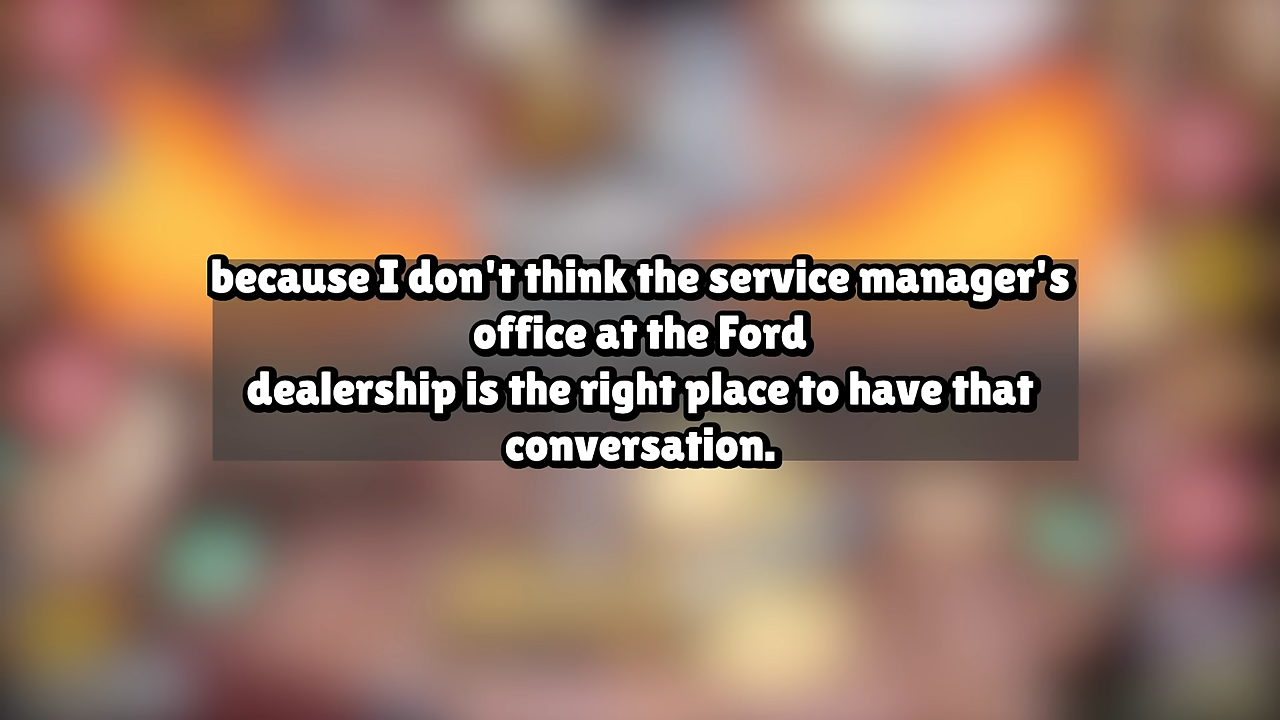 because I don't think the service manager's
office at the Ford
dealership is the right place to have that
conversation.